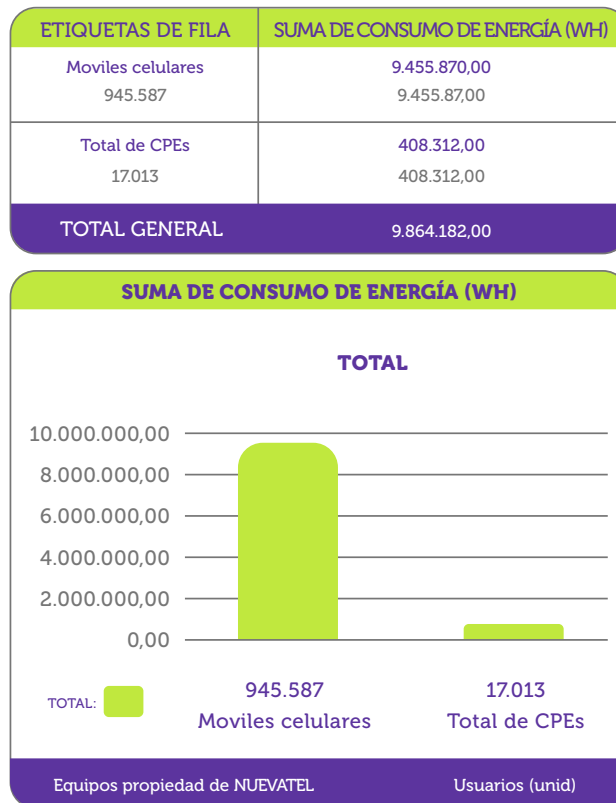 ETIQUETAS DE FILA SUMA DE CONSUMO DE ENERGÍA (WH)
Moviles celulares 9.455.870,00
945.587 9.455.87,00
Total de CPEs 408.312,00
17.013 408.312,00
TOTAL GENERAL 9.864.182,00
SUMA DE CONSUMO DE ENERGÍA (WH)
TOTAL
10.000.000,00
8.000.000,00
6.000.000,00
4.000.000,00
2.000.000,00
0,00
TOTAL:
945.587 17.013
Moviles celulares Total de CPEs
Equipos propiedad de NUEVATEL Usuarios (unid)